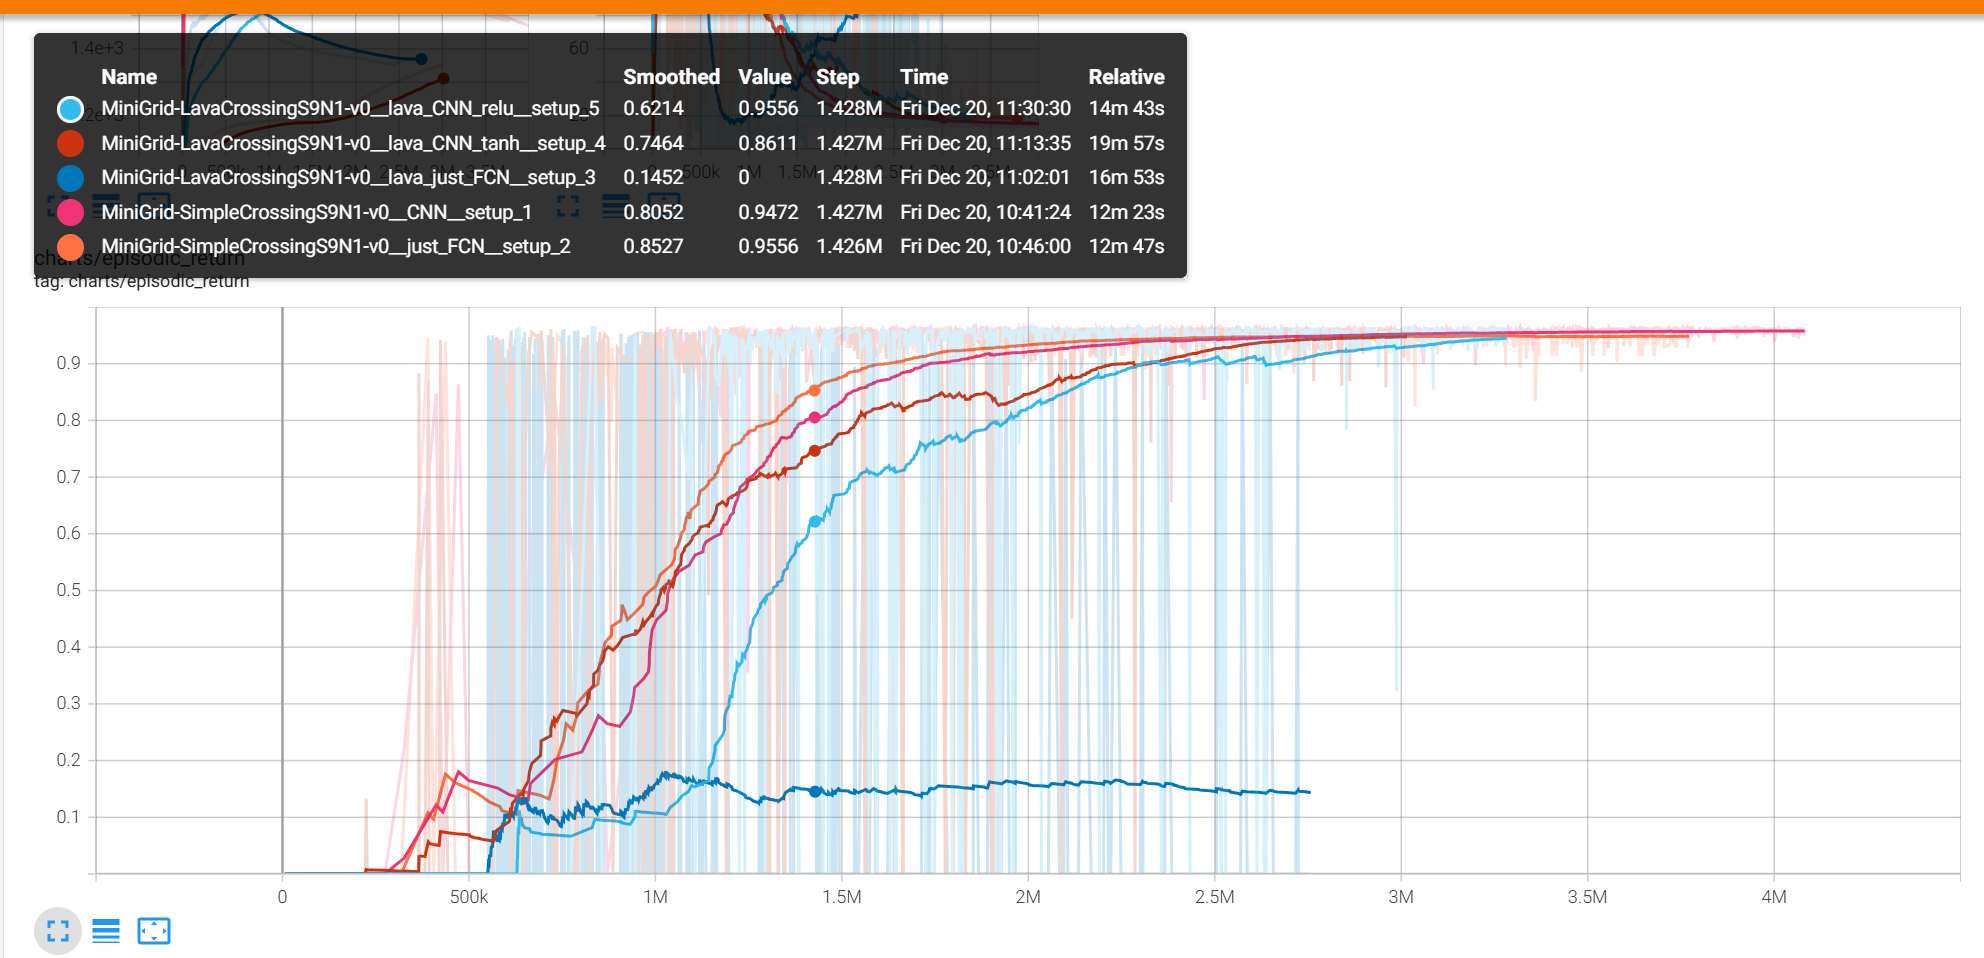 1.4e+3
60
Name Smoothed Value Step Time Relative
MiniGrid-LavaCrossingS9N1-v0__lava_CNN_relu__setup_5 0.6214 0.9556 1.428M Fri Dec 20, 11:30:30 14m 43s
MiniGrid-LavaCrossingS9N1-v0__lava_CNN_tanh__setup_4 0.7464 0.8611 1.427M Fri Dec 20, 11:13:35 19m 57s
MiniGrid-LavaCrossingS9N1-v0__lava_just_FCN__setup_3 0.1452 0 1.428M Fri Dec 20, 11:02:01 16m 53s
MiniGrid-SimpleCrossingS9N1-v0__CNN__setup_1 0.8052 0.9472 1.427M Fri Dec 20, 10:41:24 12m 23s
MiniGrid-SimpleCrossingS9N1-v0__just_FCN__setup_2 0.8527 0.9556 1.426M Fri Dec 20, 10:46:00 12m 47s
charts/episodic_return
tag: charts/episodic_return
0.9
0.8
0.7
0.6
0.5
0.4
0.3
0.2
0.1
0 500k 1M 1.5M 2M 2.5M 3M 3.5M 4M